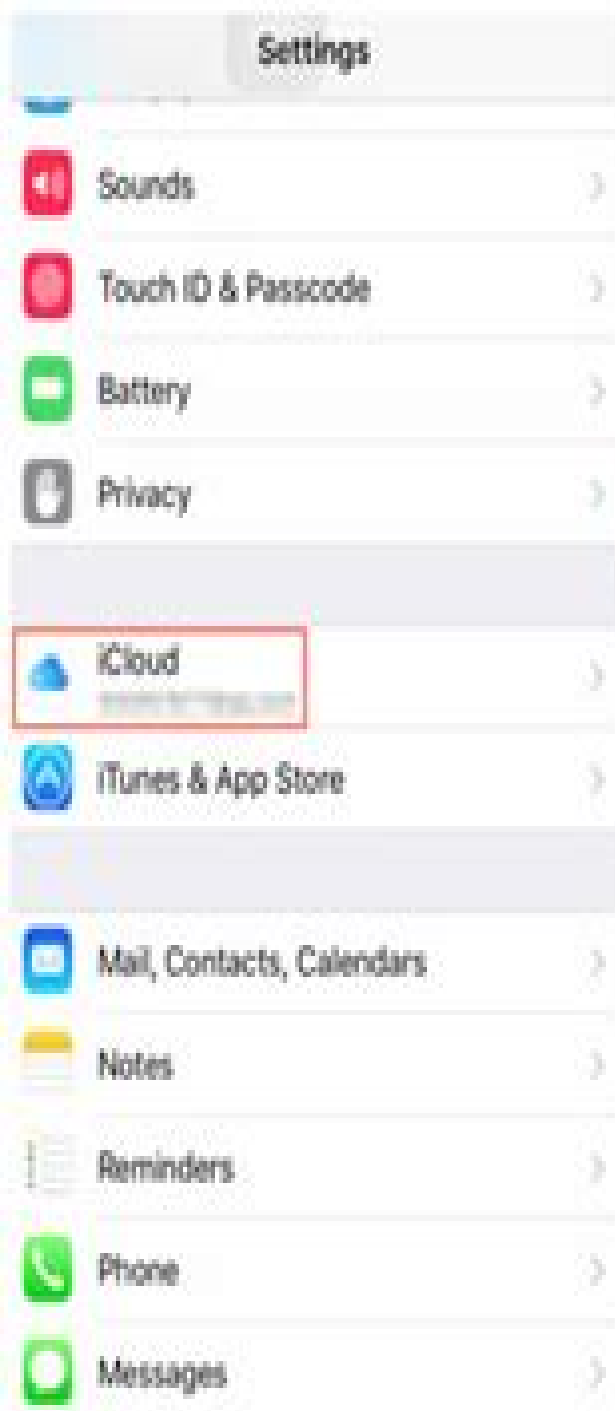 Settings
Sounds
Touch ID & Passcode
Battery
Privacy
iCloud
iTunes & App Store
Mail, Contacts, Calendars
Notes
Reminders
Phone
Messages